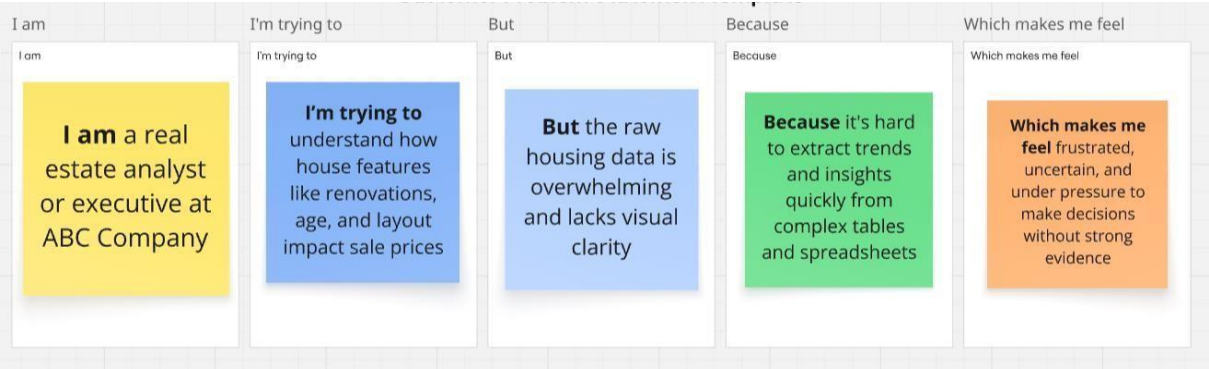 I am
I'm trying to
But
Because
Which makes me feel
I am
I'm trying to
But
Because
Which makes me feel
I am a real
estate analyst
or executive at
ABC Company
I'm trying to
understand how
house features
like renovations,
age, and layout
impact sale prices
But the raw
housing data is
overwhelming
and lacks visual
clarity
Because it's hard
to extract trends
and insights
quickly from
complex tables
and spreadsheets
Which makes me
feel frustrated,
uncertain, and
under pressure to
make decisions
without strong
evidence